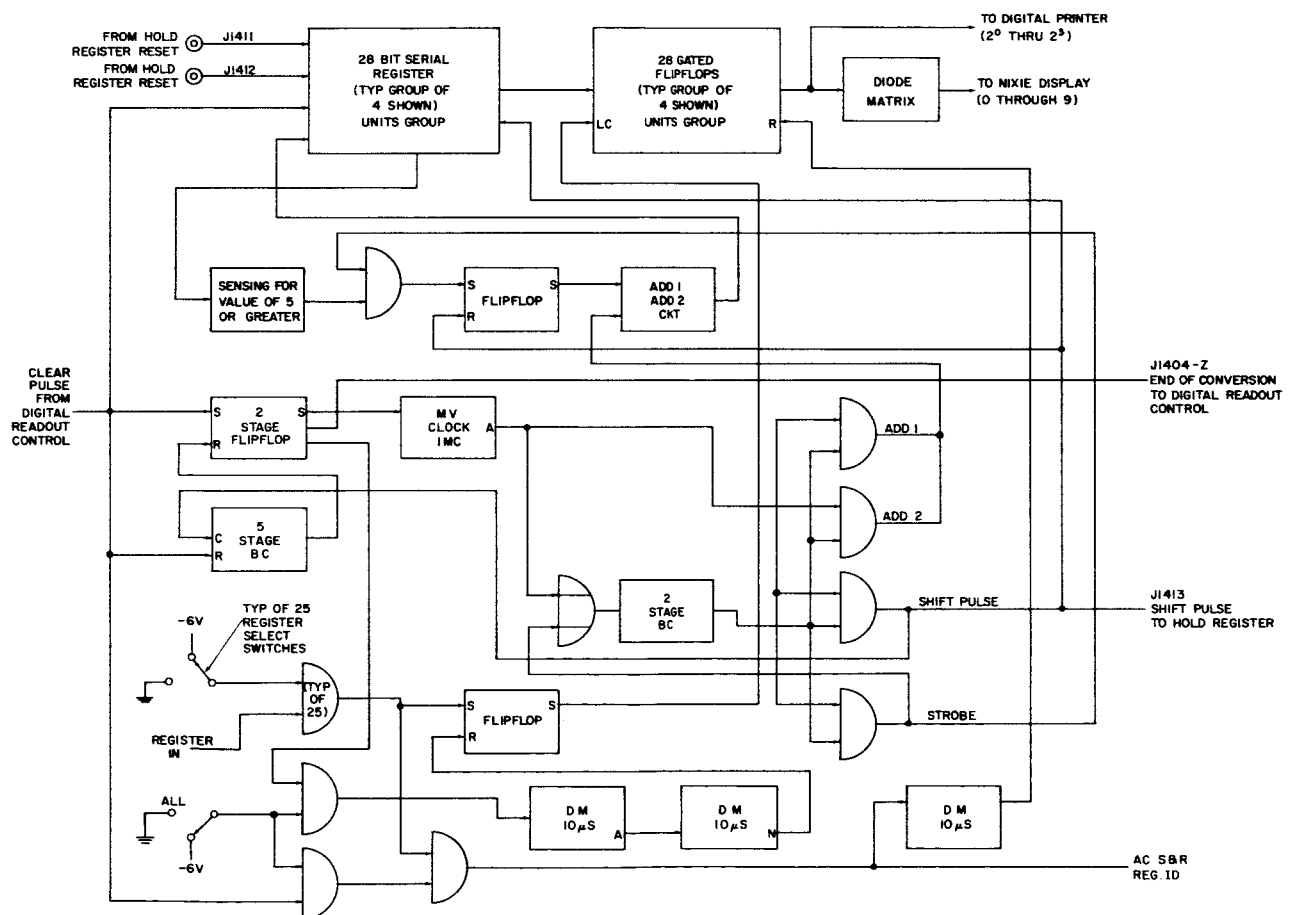 FROM HOLD
REGISTER RESET
J1411
FROM HOLD
REGISTER RESET
J1412
28 BIT SERIAL
REGISTER
(TYP GROUP OF
4 SHOWN)
UNITS GROUP
28 GATED
FLIPFLOPS
(TYP GROUP OF
4 SHOWN)
UNITS GROUP
LC
R
TO DIGITAL PRINTER
(2⁰ THRU 2³)
DIODE
MATRIX
TO NIXIE DISPLAY
(0 THROUGH 9)
SENSING FOR
VALUE OF 5
OR GREATER
S
S
FLIPFLOP
R
ADD 1
ADD 2
CKT
CLEAR
PULSE
FROM
DIGITAL
READOUT
CONTROL
S
2
S
STAGE
FLIPFLOP
R
MV
CLOCK
1MC
A
J1404-Z
END OF CONVERSION
TO DIGITAL READOUT
CONTROL
ADD 1
ADD 2
5
STAGE
BC
C
R
2
STAGE
BC
SHIFT PULSE
J1413
SHIFT PULSE
TO HOLD REGISTER
-6V
TYP OF 25
REGISTER
SELECT
SWITCHES
(TYP
OF
25)
REGISTER
IN
S
S
FLIPFLOP
R
STROBE
ALL
-6V
DM
10μS
A
DM
10μS
N
DM
10μS
AC S&R
REG. ID